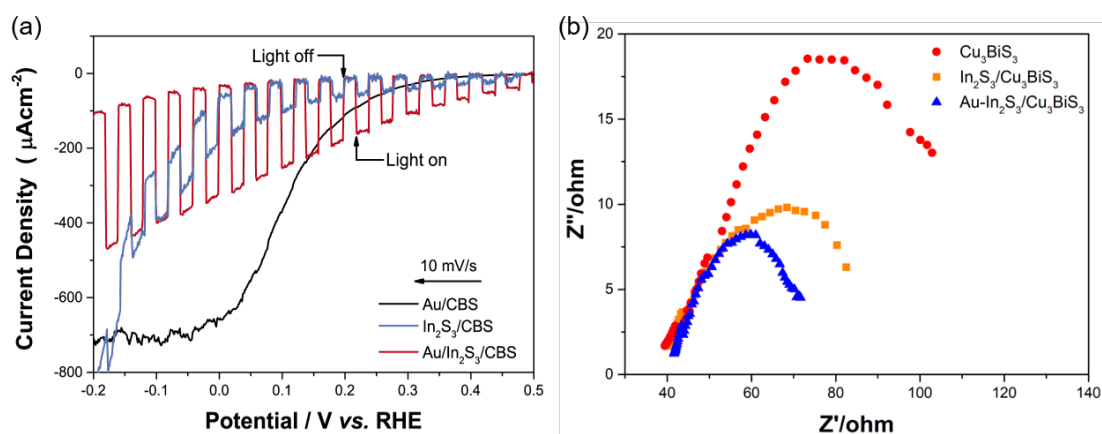 (a)
Light off
Light on
10 mV/s
Au/CBS
In₂S₃/CBS
Au/In₂S₃/CBS
Current Density ( μAcm⁻²)
0
-200
-400
-600
-800
-0.2 -0.1 0.0 0.1 0.2 0.3 0.4 0.5
Potential / V vs. RHE
(b)
Cu₃BiS₃
In₂S₃/Cu₃BiS₃
Au-In₂S₃/Cu₃BiS₃
Z''/ohm
20
15
10
5
0
40 60 80 100 120 140
Z'/ohm